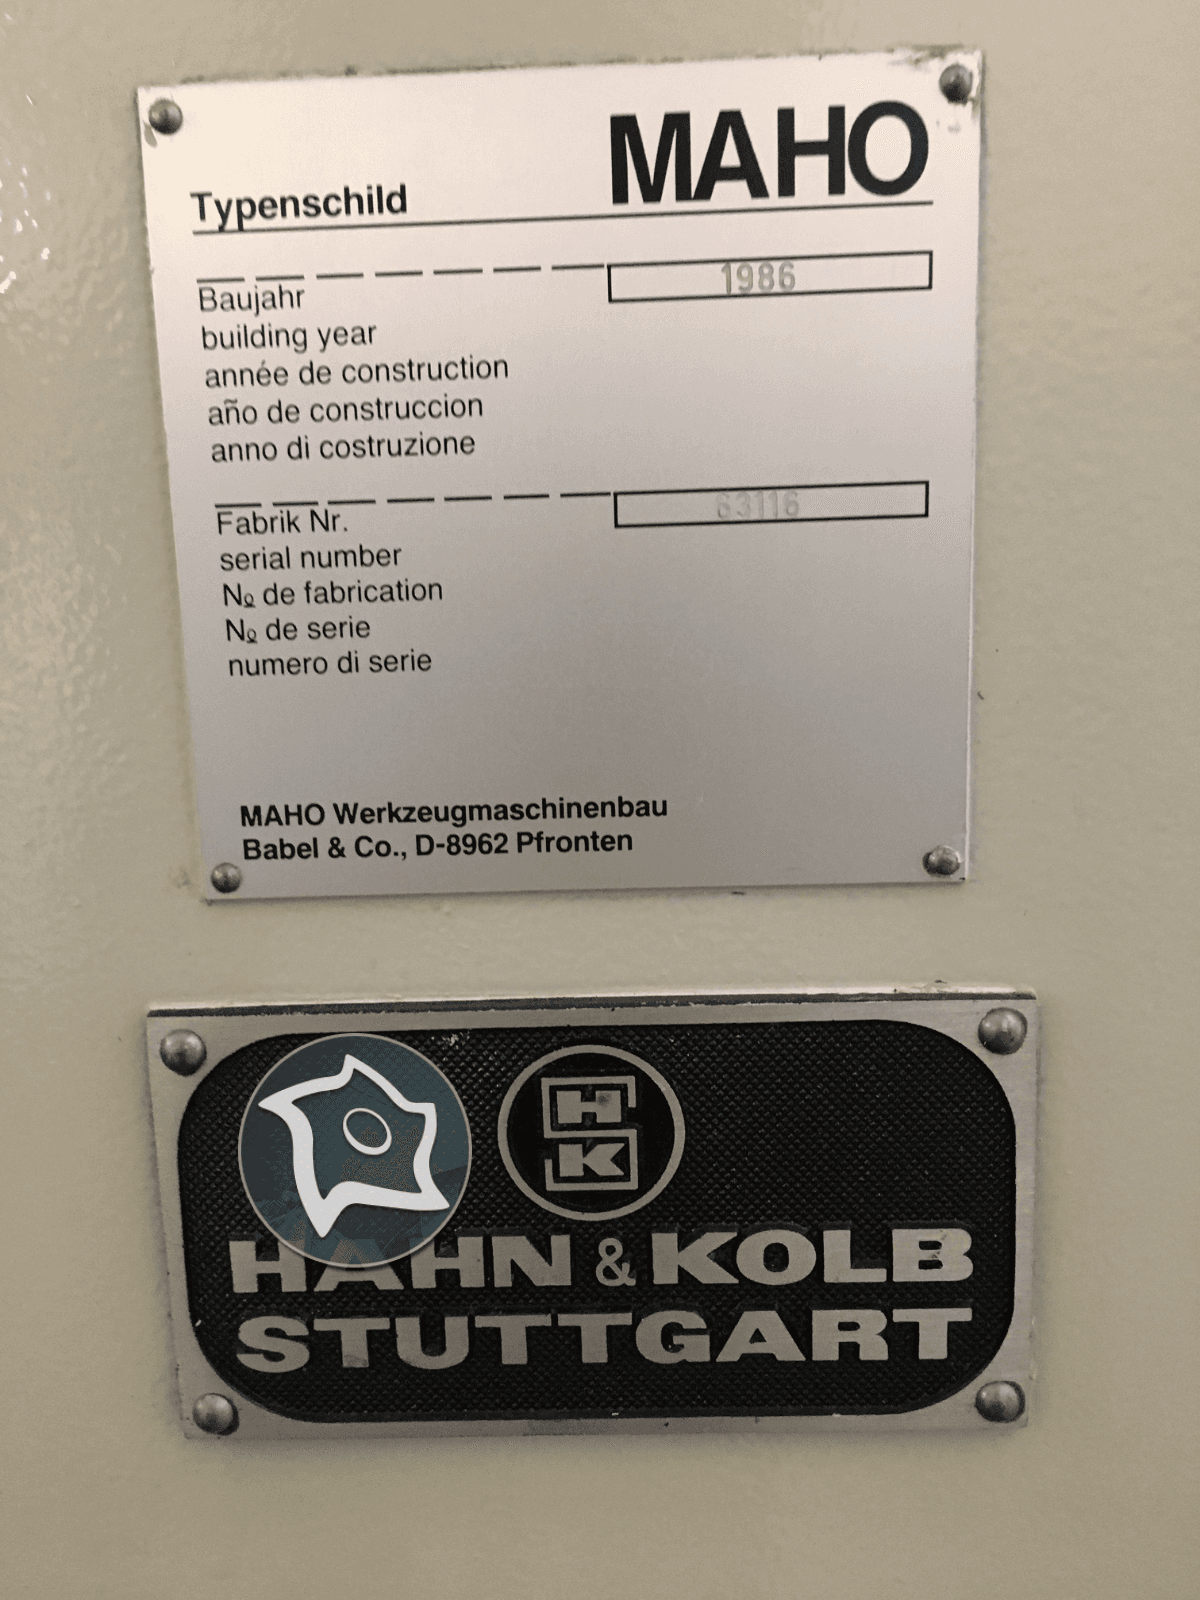 MAHO
Typenschild
Baujahr 1986
building year
année de construction
año de construccion
anno di costruzione
Fabrik Nr. 63116
serial number
No de fabrication
No de serie
numero di serie
MAHO Werkzeugmaschinenbau
Babel & Co., D-8962 Pfronten
H
K
HAHN & KOLB
STUTTGART